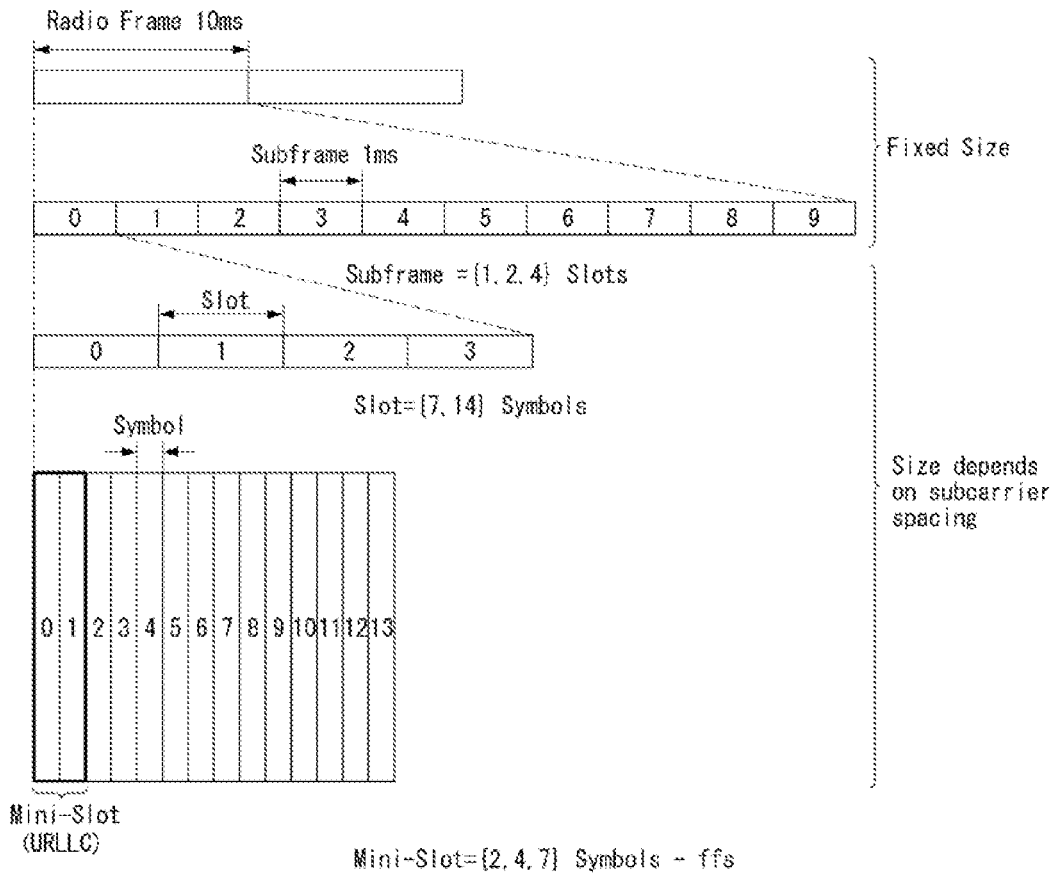 Radio Frame 10ms
Fixed Size
Subframe 1ms
0 1 2 3 4 5 6 7 8 9
Subframe ={1,2,4} Slots
Slot
0 1 2 3
Slot={7,14} Symbols
Symbol
Size depends
on subcarrier
spacing
0 1 2 3 4 5 6 7 8 9 10 11 12 13
Mini-Slot
(URLLC)
Mini-Slot={2,4,7} Symbols - ffs